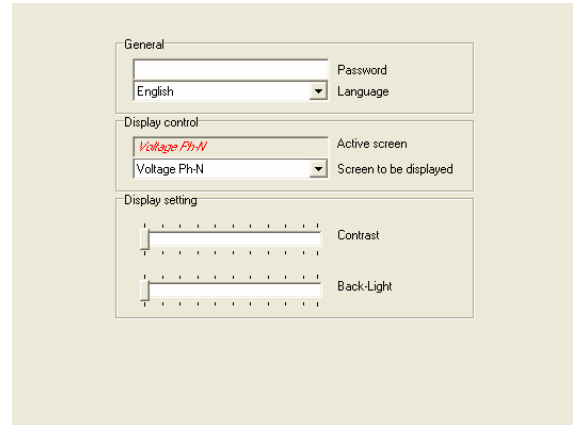 General
Password
English
Language
Display control
Voltage Ph-N
Active screen
Voltage Ph-N
Screen to be displayed
Display setting
Contrast
Back-Light